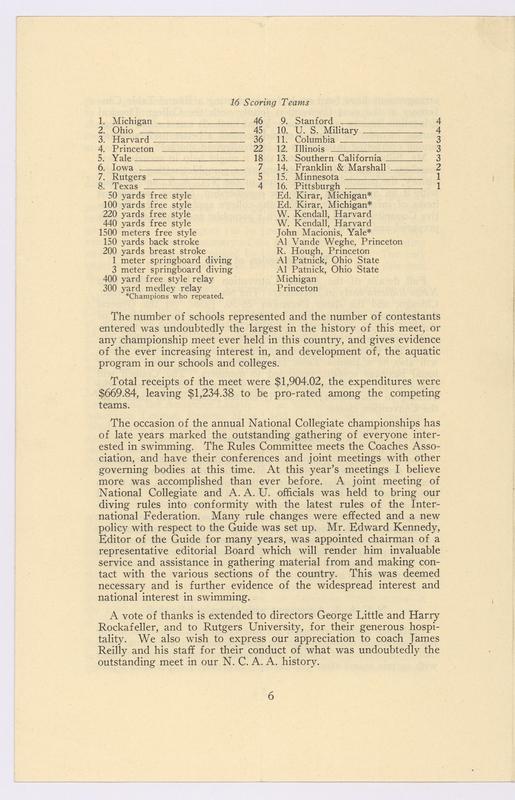 16 Scoring Teams
1. Michigan 46 9. Stanford 4
2. Ohio 45 10. U. S. Military 4
3. Harvard 36 11. Columbia 3
4. Princeton 22 12. Illinois 3
5. Yale 18 13. Southern California 3
6. Iowa 7 14. Franklin & Marshall 2
7. Rutgers 5 15. Minnesota 1
8. Texas 4 16. Pittsburgh 1
50 yards free style Ed. Kirar, Michigan*
100 yards free style Ed. Kirar, Michigan*
220 yards free style W. Kendall, Harvard
440 yards free style W. Kendall, Harvard
1500 meters free style John Macionis, Yale*
150 yards back stroke Al Vande Weghe, Princeton
200 yards breast stroke R. Hough, Princeton
1 meter springboard diving Al Patnick, Ohio State
3 meter springboard diving Al Patnick, Ohio State
400 yard free style relay Michigan
300 yard medley relay Princeton
*Champions who repeated.
The number of schools represented and the number of contestants
entered was undoubtedly the largest in the history of this meet, or
any championship meet ever held in this country, and gives evidence
of the ever increasing interest in, and development of, the aquatic
program in our schools and colleges.
Total receipts of the meet were $1,904.02, the expenditures were
$669.84, leaving $1,234.38 to be pro-rated among the competing
teams.
The occasion of the annual National Collegiate championships has
of late years marked the outstanding gathering of everyone inter-
ested in swimming. The Rules Committee meets the Coaches Asso-
ciation, and have their conferences and joint meetings with other
governing bodies at this time. At this year's meetings I believe
more was accomplished than ever before. A joint meeting of
National Collegiate and A. A. U. officials was held to bring our
diving rules into conformity with the latest rules of the Inter-
national Federation. Many rule changes were effected and a new
policy with respect to the Guide was set up. Mr. Edward Kennedy,
Editor of the Guide for many years, was appointed chairman of a
representative editorial Board which will render him invaluable
service and assistance in gathering material from and making con-
tact with the various sections of the country. This was deemed
necessary and is further evidence of the widespread interest and
national interest in swimming.
A vote of thanks is extended to directors George Little and Harry
Rockafeller, and to Rutgers University, for their generous hospi-
tality. We also wish to express our appreciation to coach James
Reilly and his staff for their conduct of what was undoubtedly the
outstanding meet in our N. C. A. A. history.
6